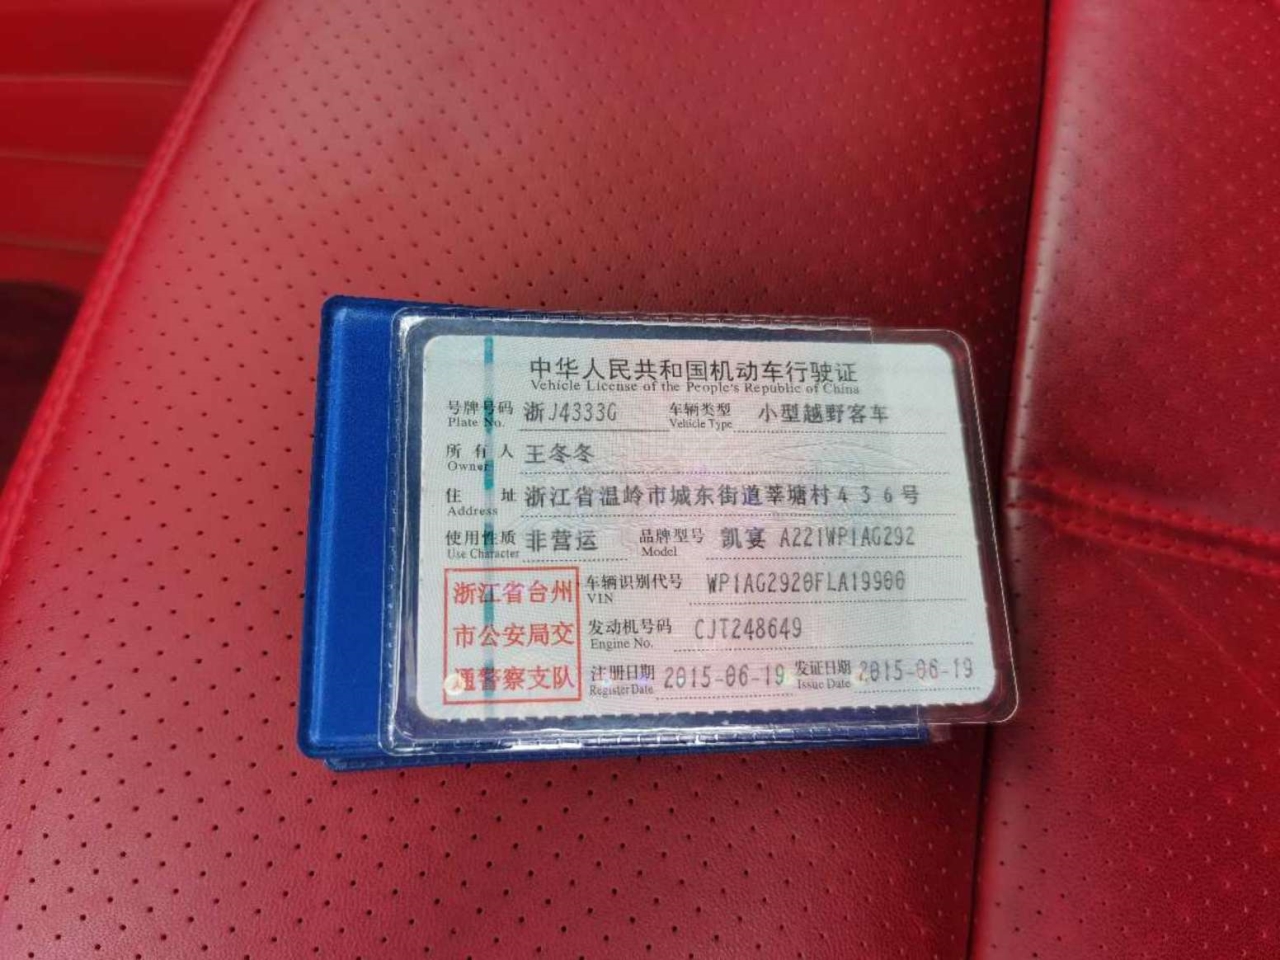 中华人民共和国机动车行驶证
Vehicle License of the People's Republic of China
号牌号码 浙J4333G 车辆类型 小型越野客车
Plate No. Vehicle Type
所有人 王冬冬
Owner
住址 浙江省温岭市城东街道莘塘村436号
Address
使用性质 非营运 品牌型号 凯宴 A221WP1AG292
Use Character Model
浙江省台州 车辆识别代号 WP1AG2920FLA19900
VIN
市公安局交 发动机号码 CJT248649
Engine No.
通警察支队 注册日期 2015-06-19 发证日期 2015-06-19
Register Date Issue Date